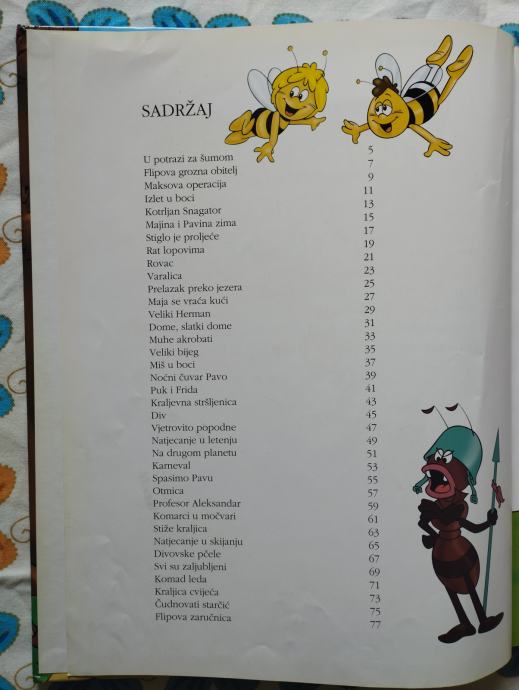 SADRŽAJ
U potrazi za šumom 5
Flipova grozna obitelj 7
Maksova operacija 9
Izlet u boci 11
Kotrljan Snagator 13
Majina i Pavina zima 15
Stiglo je proljeće 17
Rat lopovima 19
Rovac 21
Varalica 23
Prelazak preko jezera 25
Maja se vraća kući 27
Veliki Herman 29
Dome, slatki dome 31
Muhe akrobati 33
Veliki bijeg 35
Miš u boci 37
Noćni čuvar Pavo 39
Puk i Frida 41
Kraljevna stršljenica 43
Div 45
Vjetrovito popodne 47
Natjecanje u letenju 49
Na drugom planetu 51
Karneval 53
Spasimo Pavu 55
Otmica 57
Profesor Aleksandar 59
Komarci u močvari 61
Stiže kraljica 63
Natjecanje u skijanju 65
Divovske pčele 67
Svi su zaljubljeni 69
Komad leda 71
Kraljica cvijeća 73
Čudnovati starčić 75
Flipova zaručnica 77